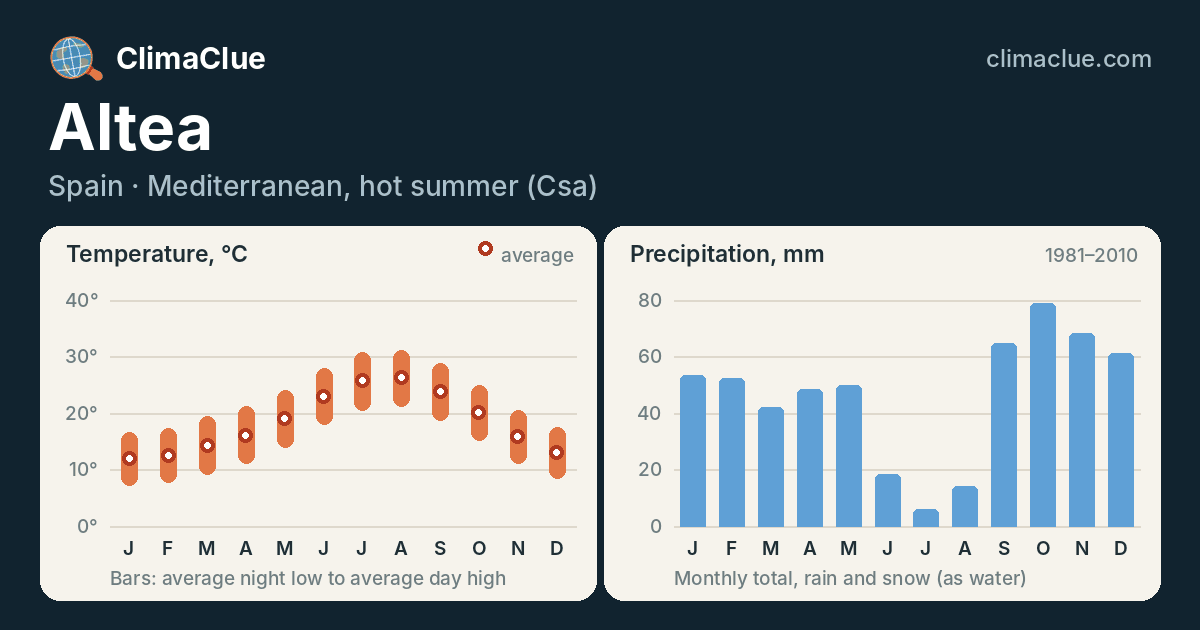 ClimaClue
climaclue.com
Altea
Spain · Mediterranean, hot summer (Csa)
Temperature, °C
average
40°
30°
20°
10°
0°
J F M A M J J A S O N D
Bars: average night low to average day high
Precipitation, mm
1981–2010
80
60
40
20
0
J F M A M J J A S O N D
Monthly total, rain and snow (as water)